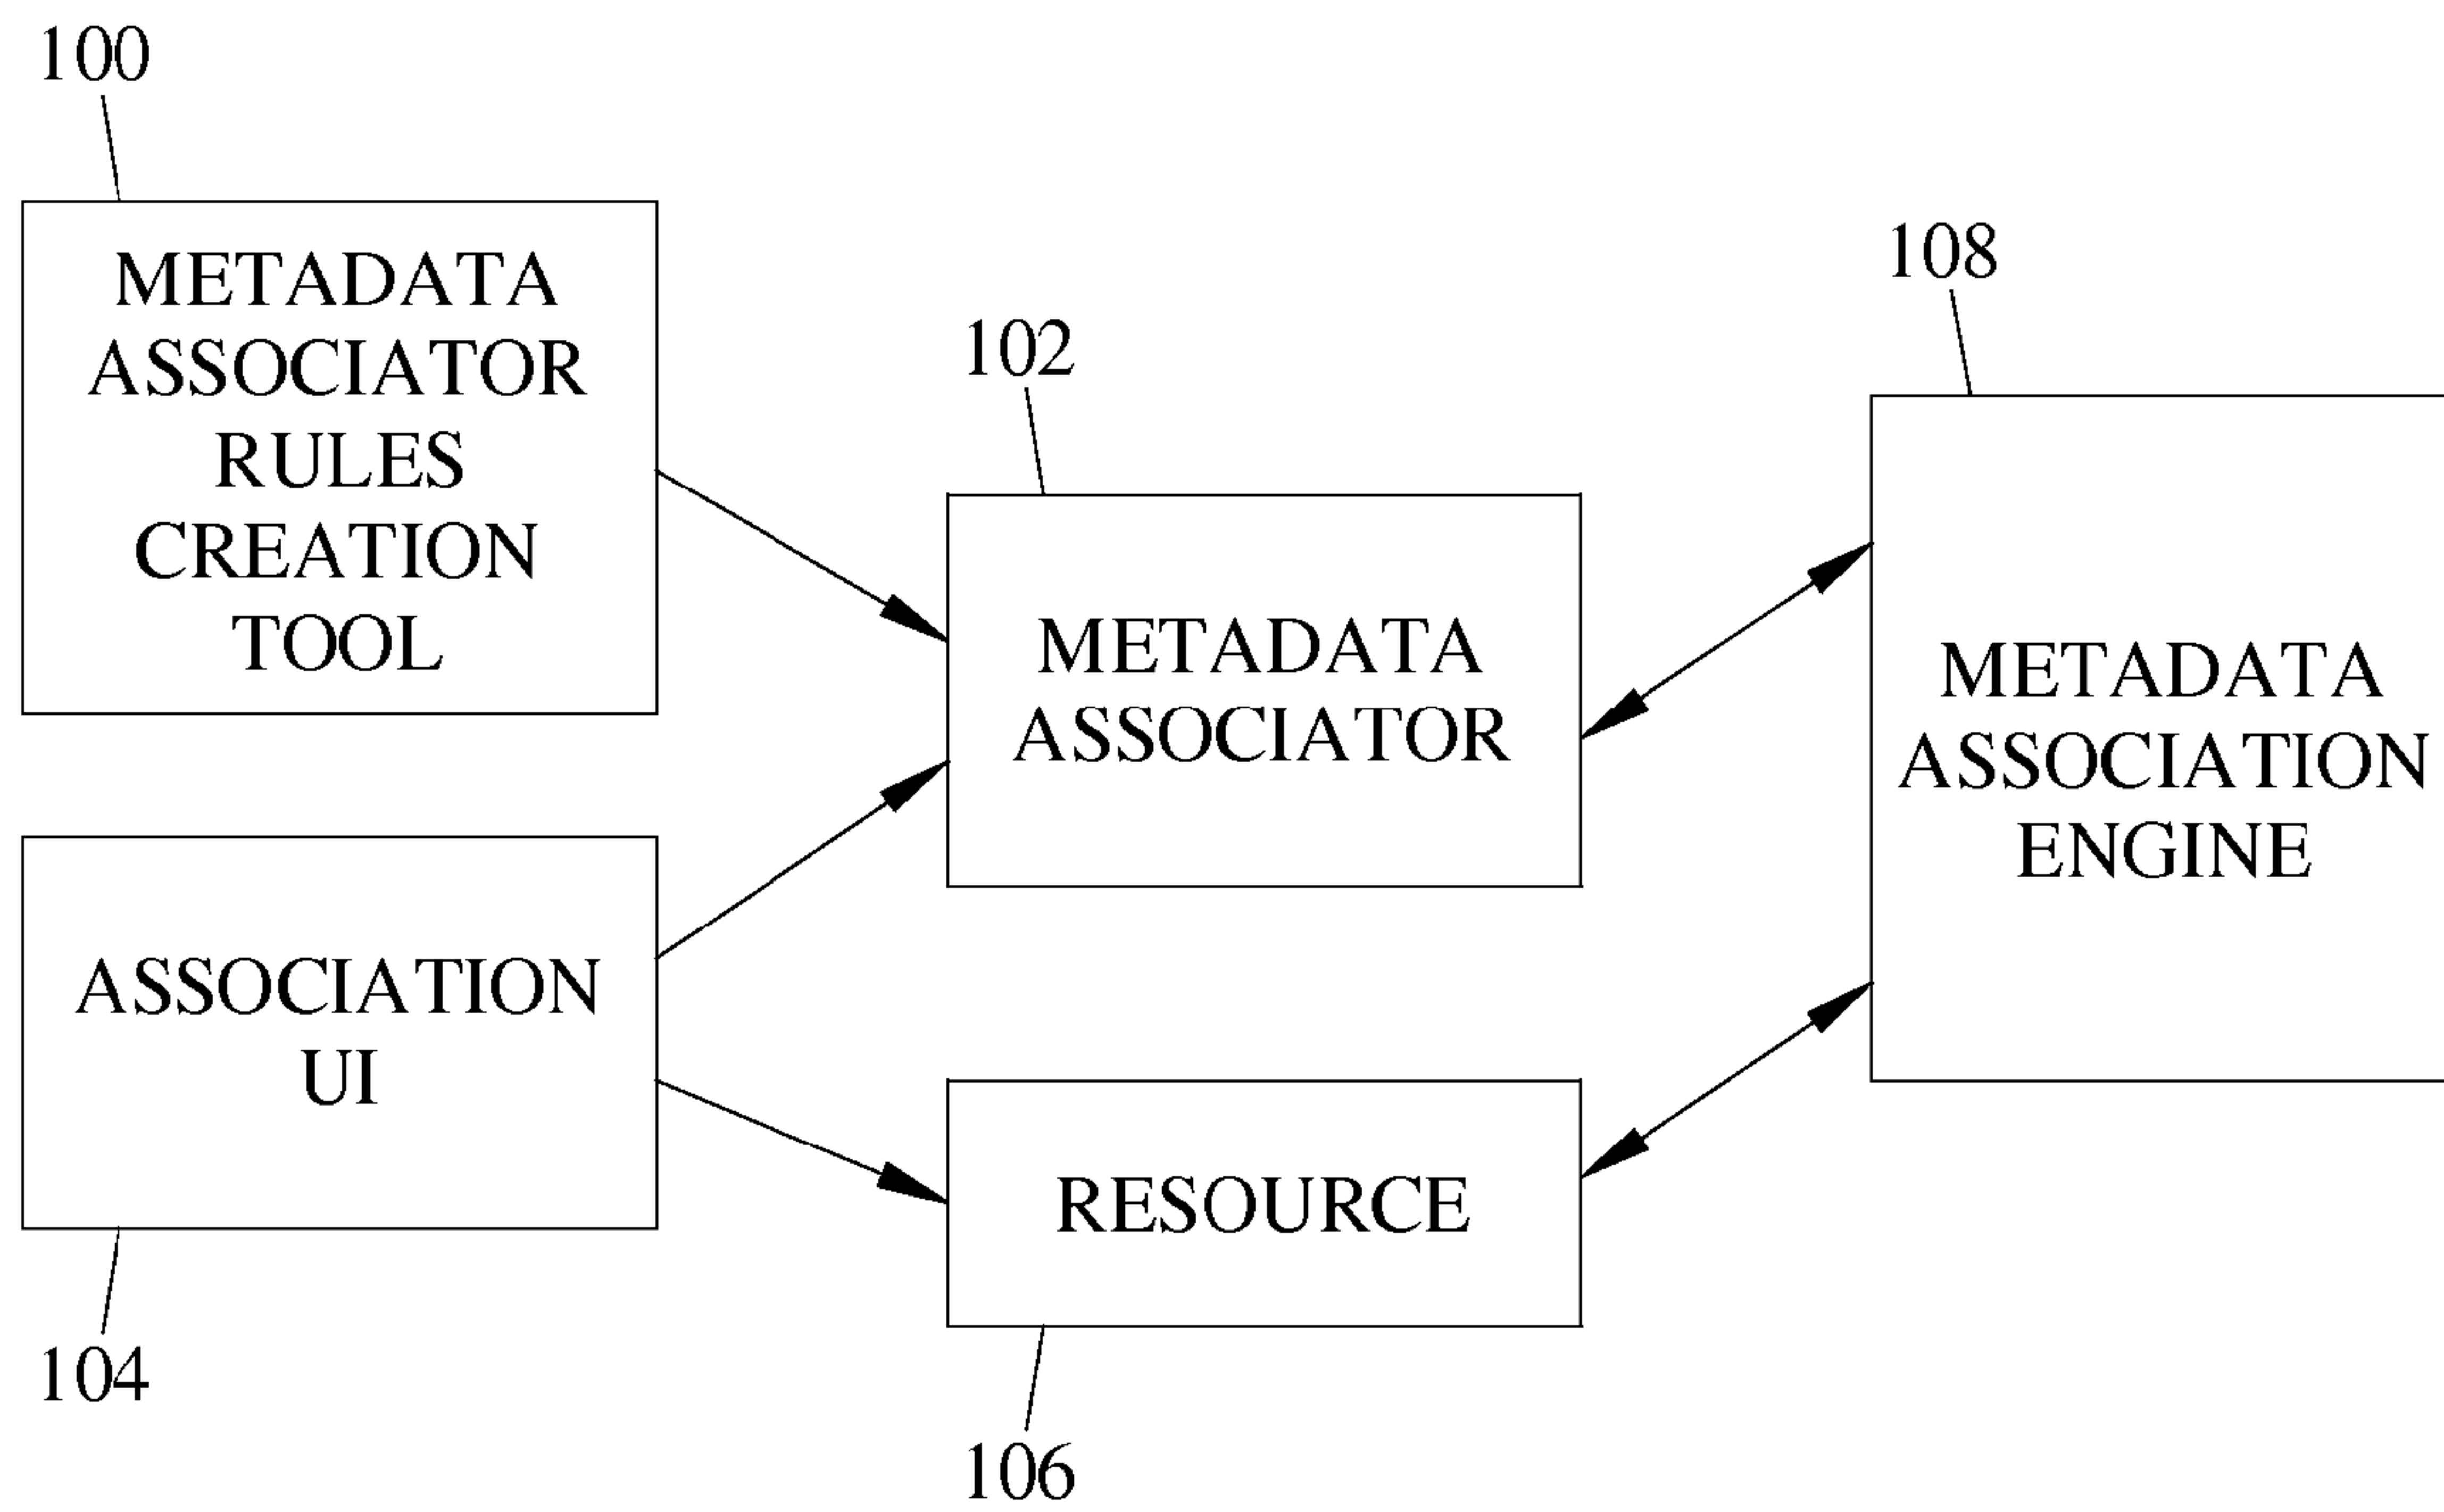 100
METADATA
ASSOCIATOR
RULES
CREATION
TOOL
102
METADATA
ASSOCIATOR
108
METADATA
ASSOCIATION
ENGINE
ASSOCIATION
UI
104
RESOURCE
106